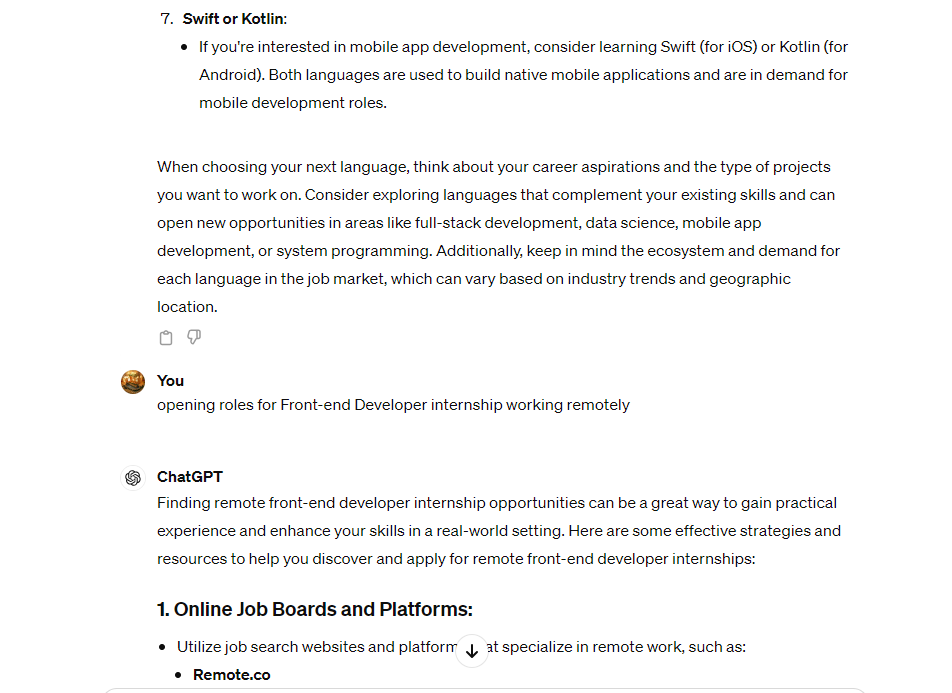 7. Swift or Kotlin:
• If you're interested in mobile app development, consider learning Swift (for iOS) or Kotlin (for
Android). Both languages are used to build native mobile applications and are in demand for
mobile development roles.
When choosing your next language, think about your career aspirations and the type of projects
you want to work on. Consider exploring languages that complement your existing skills and can
open new opportunities in areas like full-stack development, data science, mobile app
development, or system programming. Additionally, keep in mind the ecosystem and demand for
each language in the job market, which can vary based on industry trends and geographic
location.
You
opening roles for Front-end Developer internship working remotely
ChatGPT
Finding remote front-end developer internship opportunities can be a great way to gain practical
experience and enhance your skills in a real-world setting. Here are some effective strategies and
resources to help you discover and apply for remote front-end developer internships:
1. Online Job Boards and Platforms:
• Utilize job search websites and platform at specialize in remote work, such as:
• Remote.co